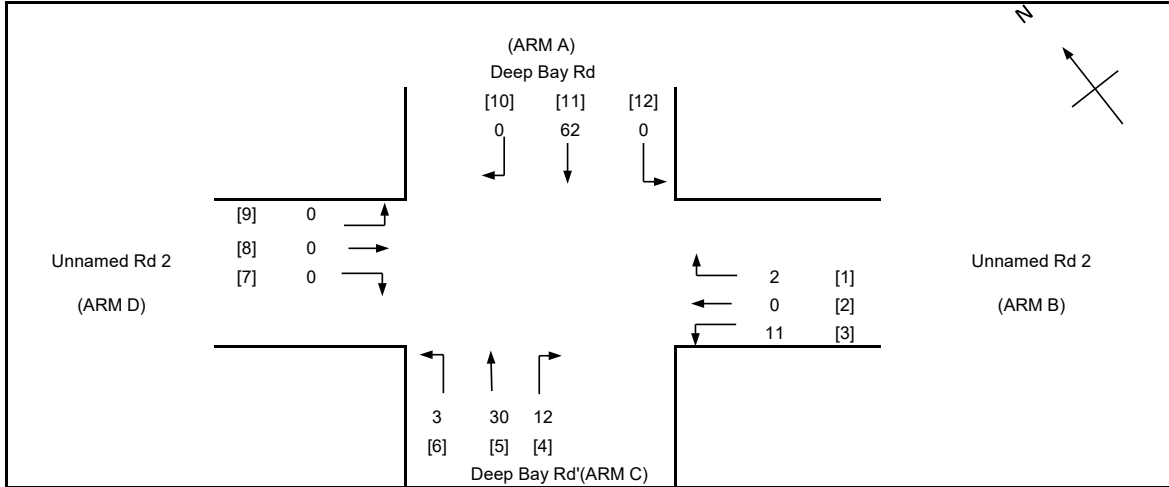 N
(ARM A)
Deep Bay Rd
[10] [11] [12]
0 62 0
[9] 0
[8] 0
[7] 0
Unnamed Rd 2
(ARM D)
Unnamed Rd 2
(ARM B)
2 [1]
0 [2]
11 [3]
3 30 12
[6] [5] [4]
Deep Bay Rd'(ARM C)